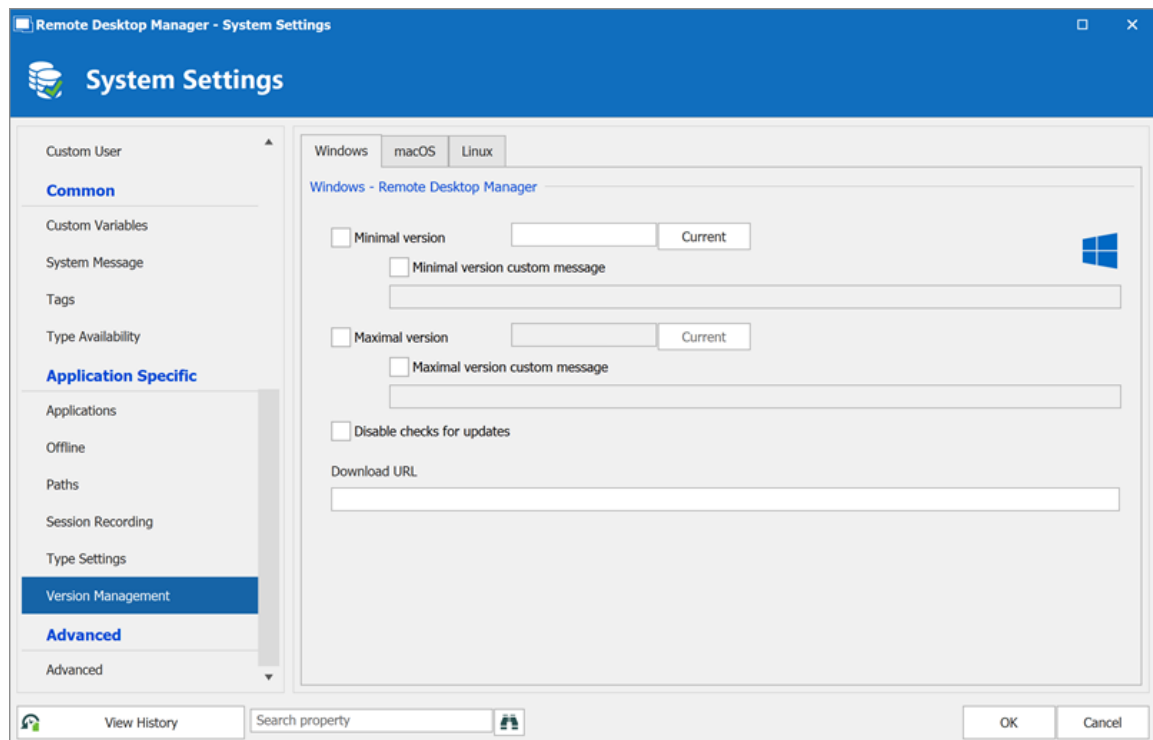 Remote Desktop Manager - System Settings
System Settings
Custom User
Common
Custom Variables
System Message
Tags
Type Availability
Application Specific
Applications
Offline
Paths
Session Recording
Type Settings
Version Management
Advanced
Advanced
Windows
macOS
Linux
Windows - Remote Desktop Manager
Minimal version
Current
Minimal version custom message
Maximal version
Current
Maximal version custom message
Disable checks for updates
Download URL
View History
Search property
OK
Cancel